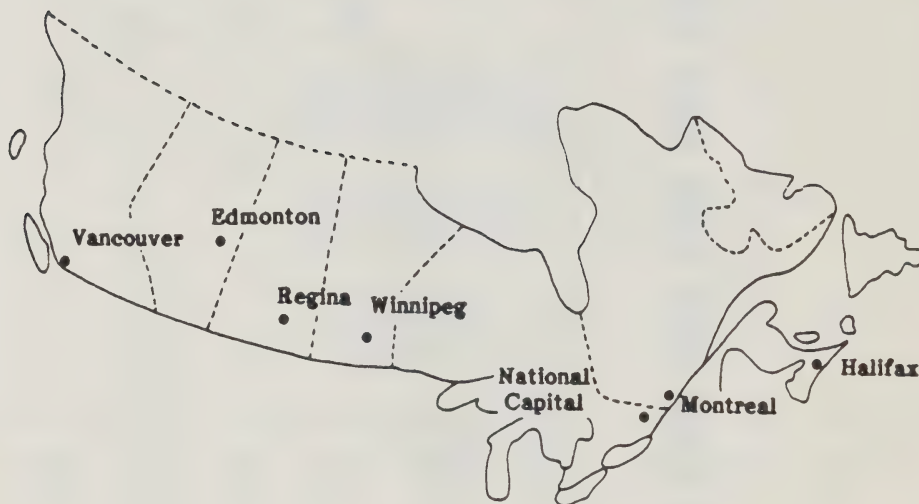 Vancouver
Edmonton
Regina
Winnipeg
National
Capital
Montreal
Halifax